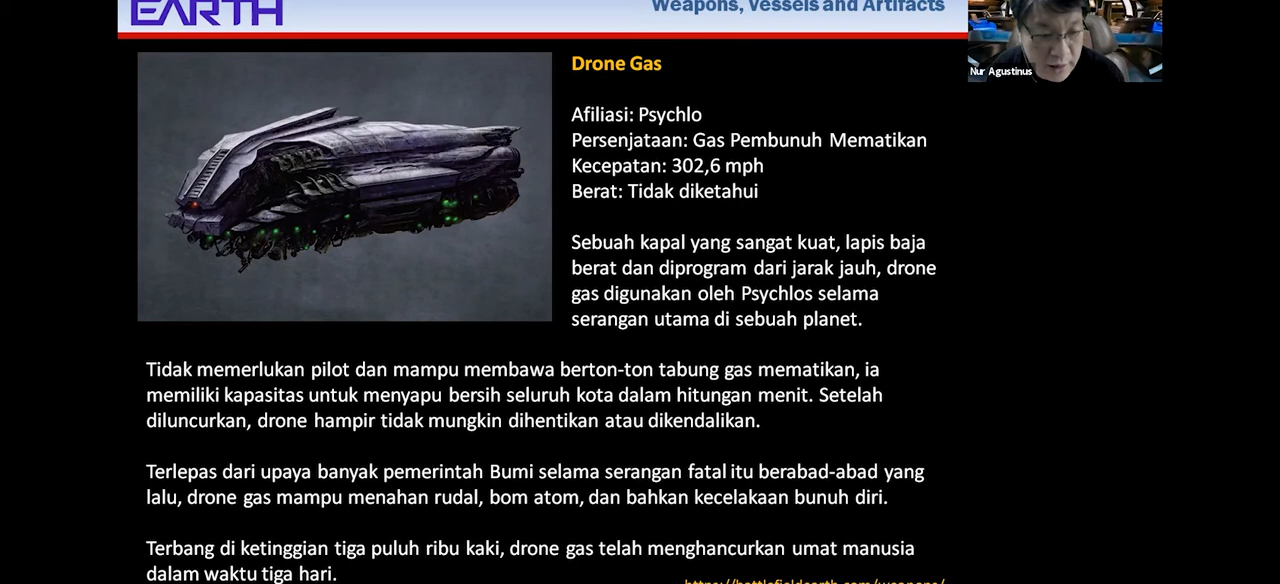 EARTH
Weapons, Vessels and Artifacts
Nur Agustinus
Drone Gas
Afiliasi: Psychlo
Persenjataan: Gas Pembunuh Mematikan
Kecepatan: 302,6 mph
Berat: Tidak diketahui
Sebuah kapal yang sangat kuat, lapis baja
berat dan diprogram dari jarak jauh, drone
gas digunakan oleh Psychlos selama
serangan utama di sebuah planet.
Tidak memerlukan pilot dan mampu membawa berton-ton tabung gas mematikan, ia
memiliki kapasitas untuk menyapu bersih seluruh kota dalam hitungan menit. Setelah
diluncurkan, drone hampir tidak mungkin dihentikan atau dikendalikan.
Terlepas dari upaya banyak pemerintah Bumi selama serangan fatal itu berabad-abad yang
lalu, drone gas mampu menahan rudal, bom atom, dan bahkan kecelakaan bunuh diri.
Terbang di ketinggian tiga puluh ribu kaki, drone gas telah menghancurkan umat manusia
dalam waktu tiga hari.
https://battlefieldearth.com/weapons/